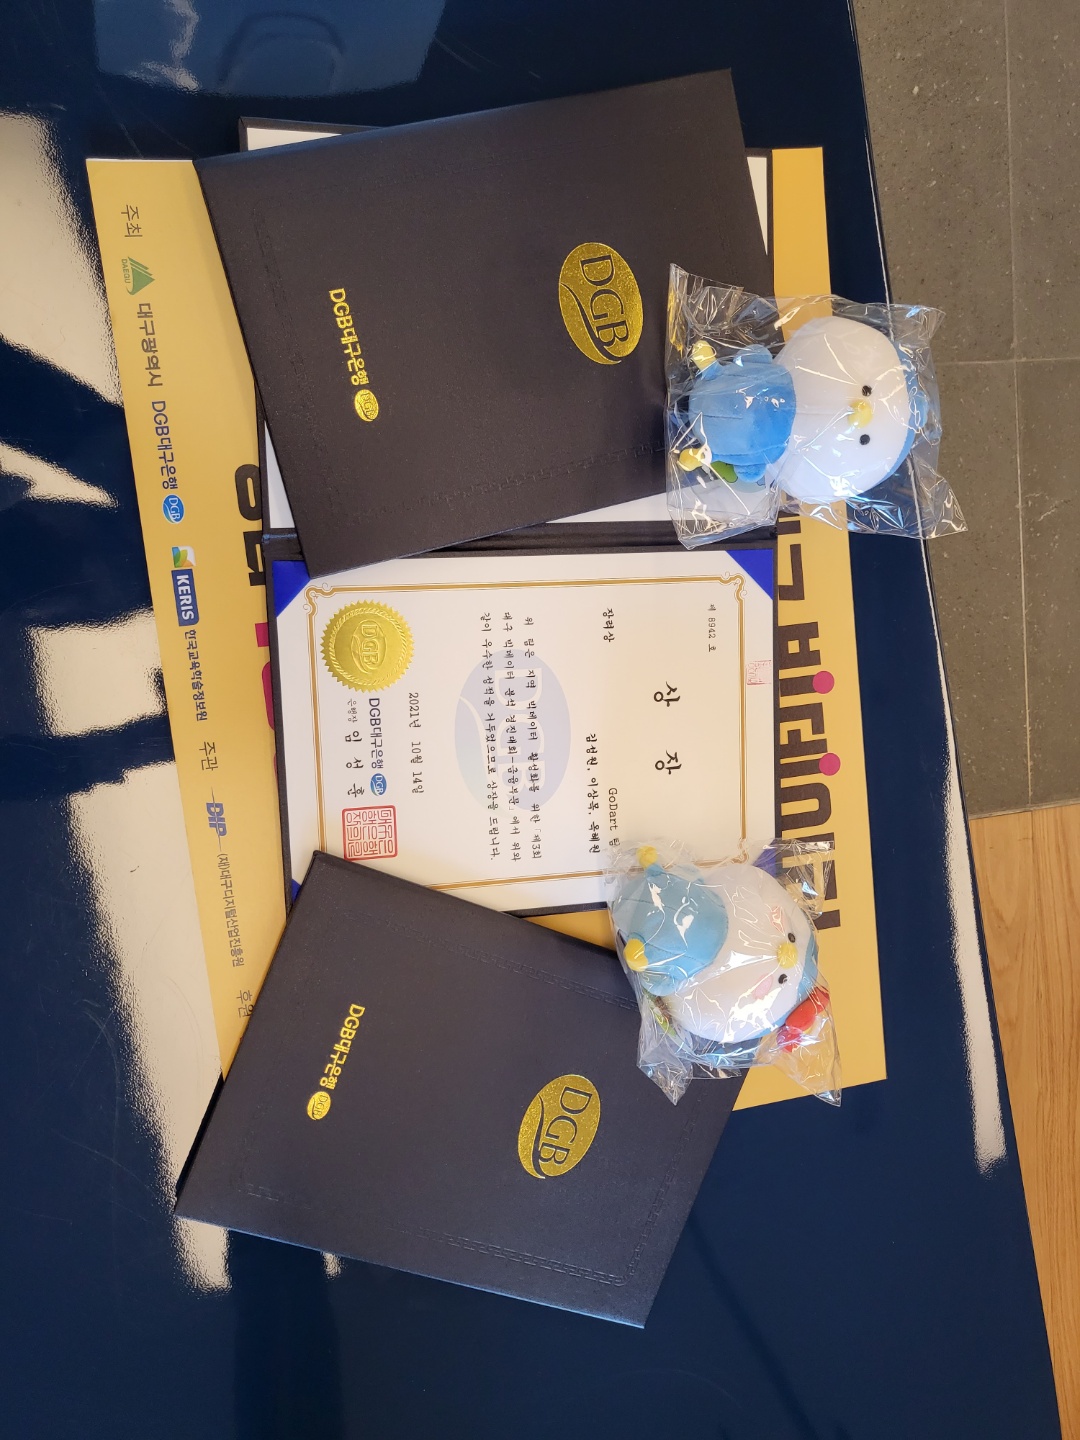 빅데이터
제 8942 호
상 장
장려상
GoDart 팀
김성원, 이상목, 옥혜원
위 팀은 지역 빅데이터 활성화를 위한 「제3회
대구 빅데이터 분석 경진대회-금융부문」에서 위와
같이 우수한 성적을 거두었으므로 상장을 드립니다.
DGB
2021년 10월 14일
DGB
DGB대구은행 DGB
은행장 임 성 훈
DGB
DGB대구은행 DGB
DGB
DGB대구은행 DGB
주최 DAEGU 대구광역시 DGB대구은행 DGB KERIS 한국교육학술정보원 주관 DIP (재)대구디지털산업진흥원 후원